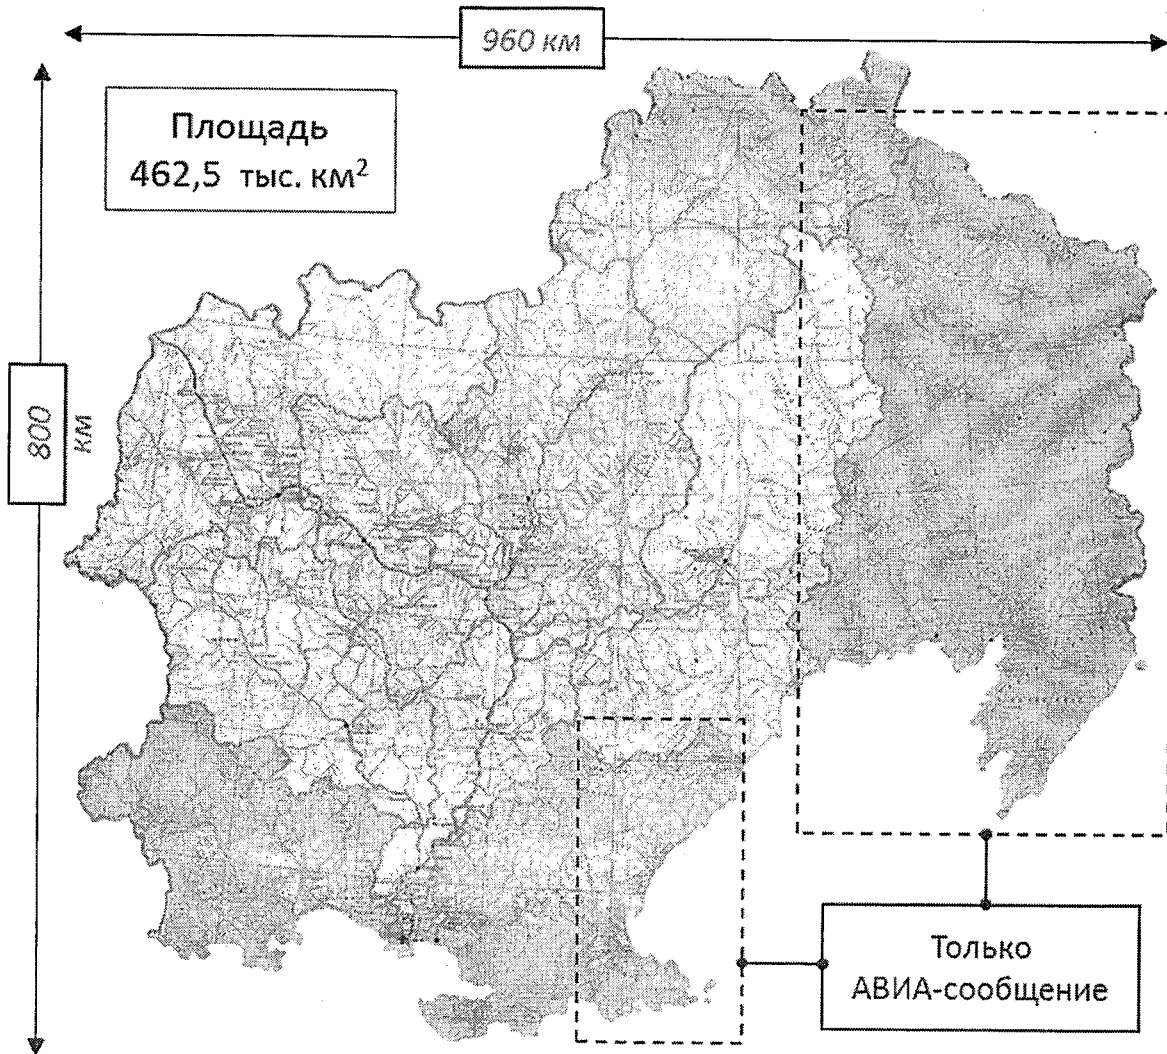 960 км
Площадь
462,5 тыс. км²
800
км
Только
АВИА-сообщение